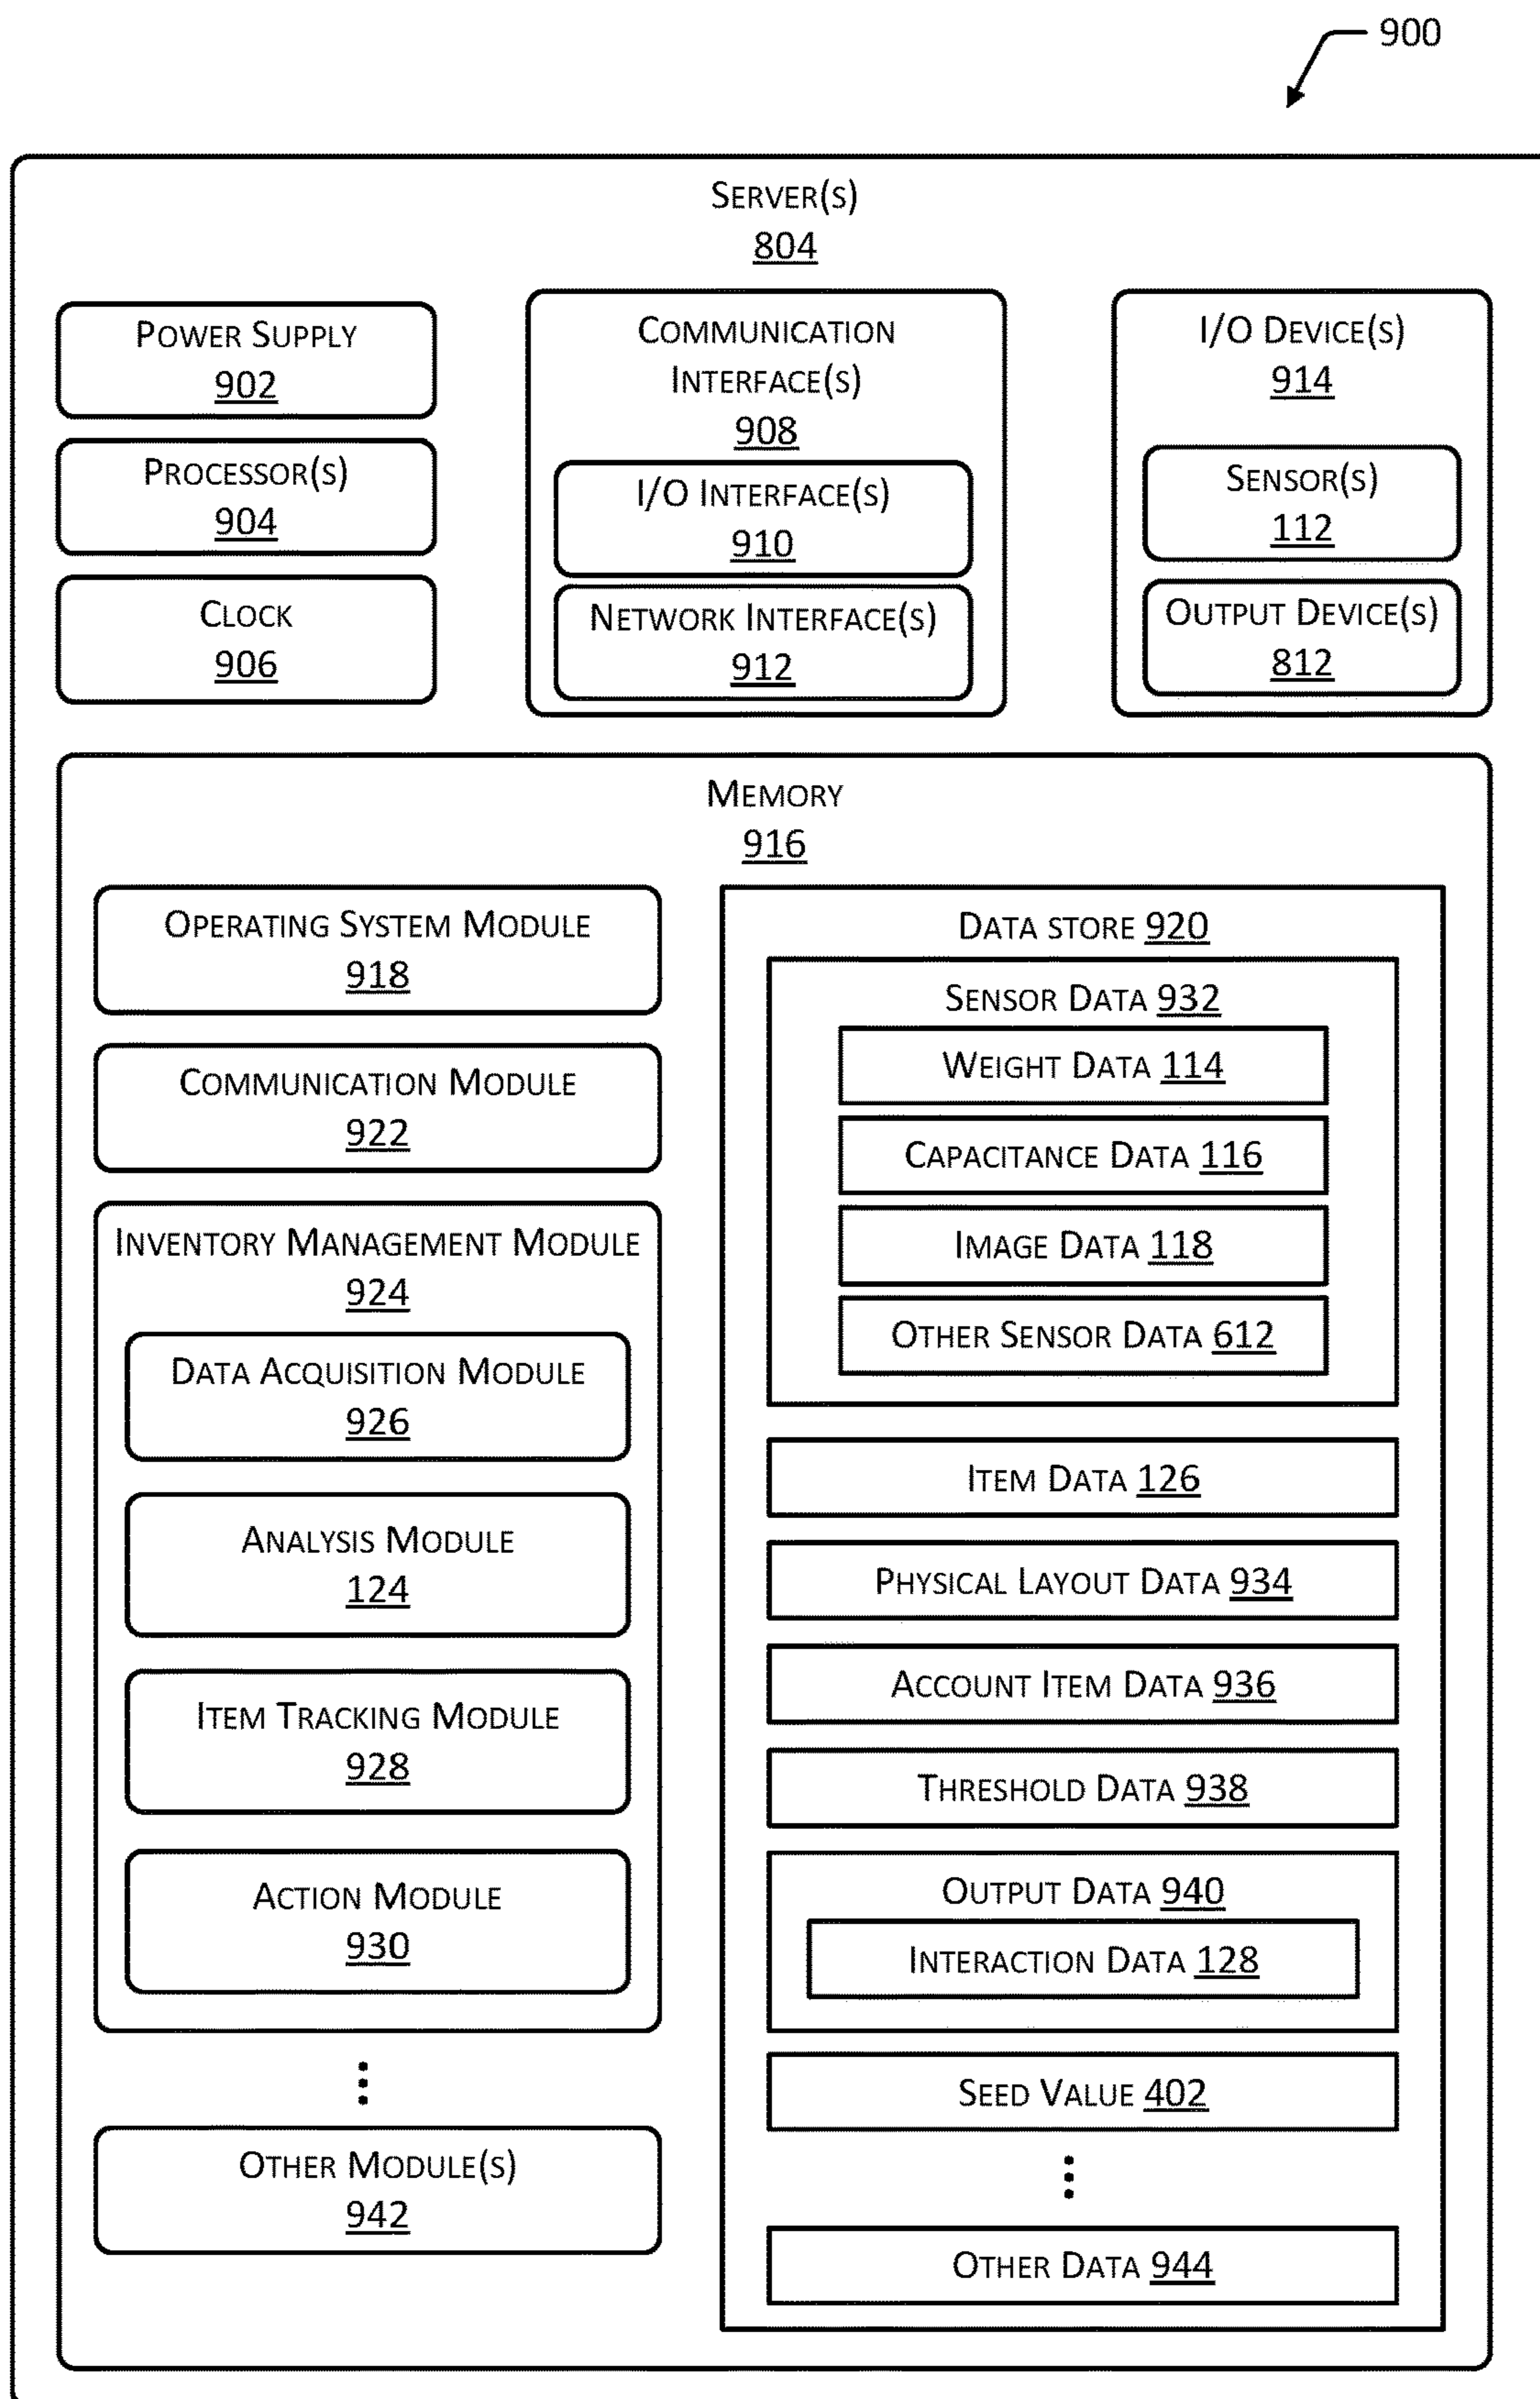 900
SERVER(S)
804
POWER SUPPLY
902
PROCESSOR(S)
904
CLOCK
906
COMMUNICATION
INTERFACE(S)
908
I/O INTERFACE(S)
910
NETWORK INTERFACE(S)
912
I/O DEVICE(S)
914
SENSOR(S)
112
OUTPUT DEVICE(S)
812
MEMORY
916
OPERATING SYSTEM MODULE
918
COMMUNICATION MODULE
922
INVENTORY MANAGEMENT MODULE
924
DATA ACQUISITION MODULE
926
ANALYSIS MODULE
124
ITEM TRACKING MODULE
928
ACTION MODULE
930
OTHER MODULE(S)
942
DATA STORE 920
SENSOR DATA 932
WEIGHT DATA 114
CAPACITANCE DATA 116
IMAGE DATA 118
OTHER SENSOR DATA 612
ITEM DATA 126
PHYSICAL LAYOUT DATA 934
ACCOUNT ITEM DATA 936
THRESHOLD DATA 938
OUTPUT DATA 940
INTERACTION DATA 128
SEED VALUE 402
OTHER DATA 944